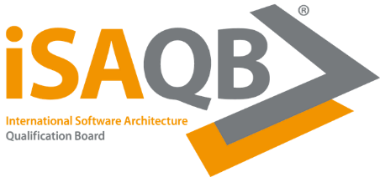 iSAQB®
International Software Architecture
Qualification Board